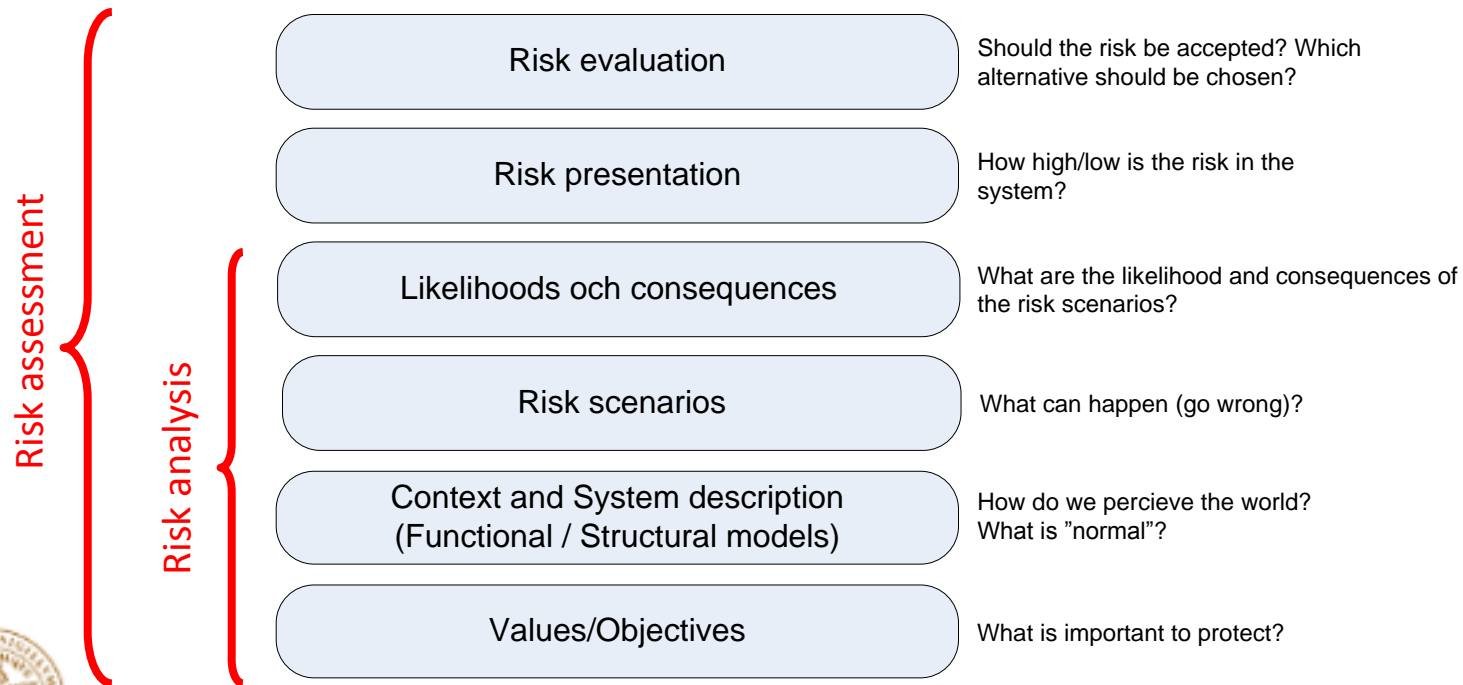 Risk assessment
Risk analysis
Risk evaluation
Should the risk be accepted? Which
alternative should be chosen?
Risk presentation
How high/low is the risk in the
system?
Likelihoods och consequences
What are the likelihood and consequences of
the risk scenarios?
Risk scenarios
What can happen (go wrong)?
Context and System description
(Functional / Structural models)
How do we percieve the world?
What is ”normal”?
Values/Objectives
What is important to protect?